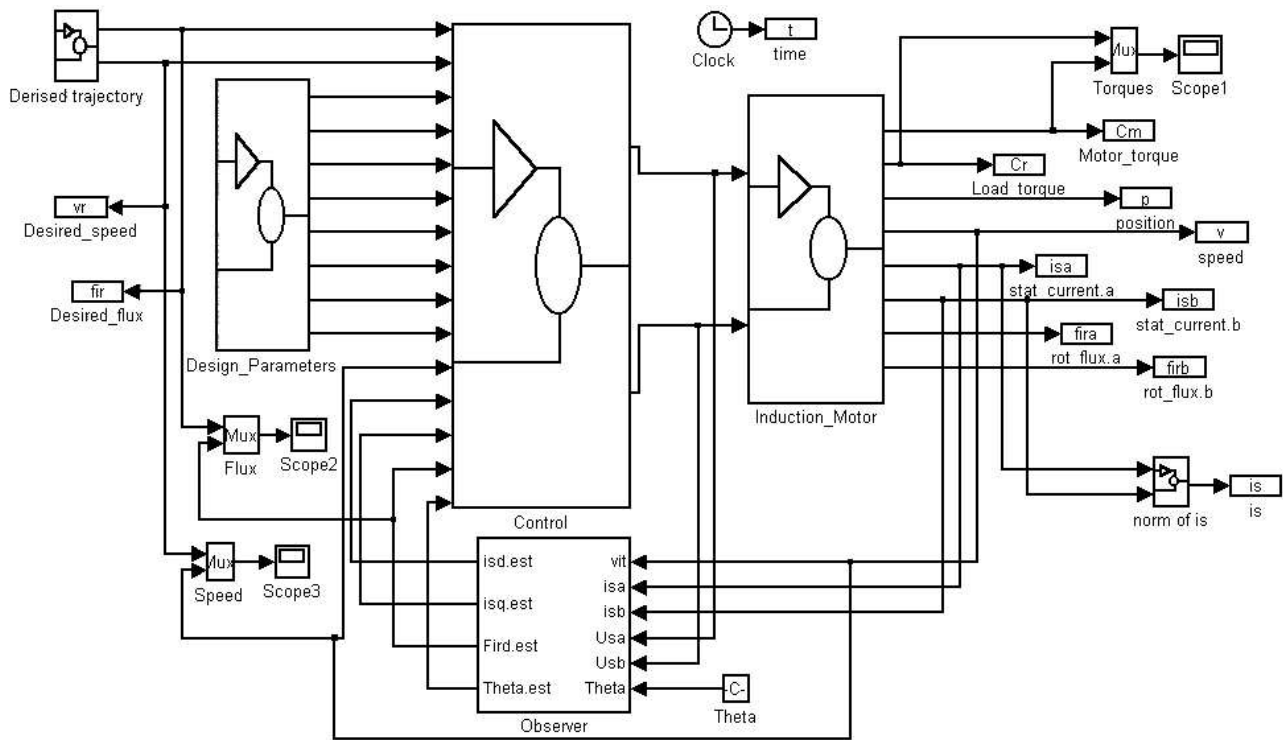 Derised trajectory
vr
Desired_speed
fir
Desired_flux
Design_Parameters
Control
Clock
t
time
Mux
Torques
Scope1
Cm
Motor_torque
Cr
Load_torque
p
position
v
speed
isa
stat_current.a
isb
stat_current.b
fira
rot_flux.a
firb
rot_flux.b
Induction_Motor
norm of is
is
is
Mux
Flux
Scope2
Mux
Speed
Scope3
isd.est
isq.est
Fird.est
Theta.est
vit
isa
isb
Usa
Usb
Theta
Observer
-C-
Theta